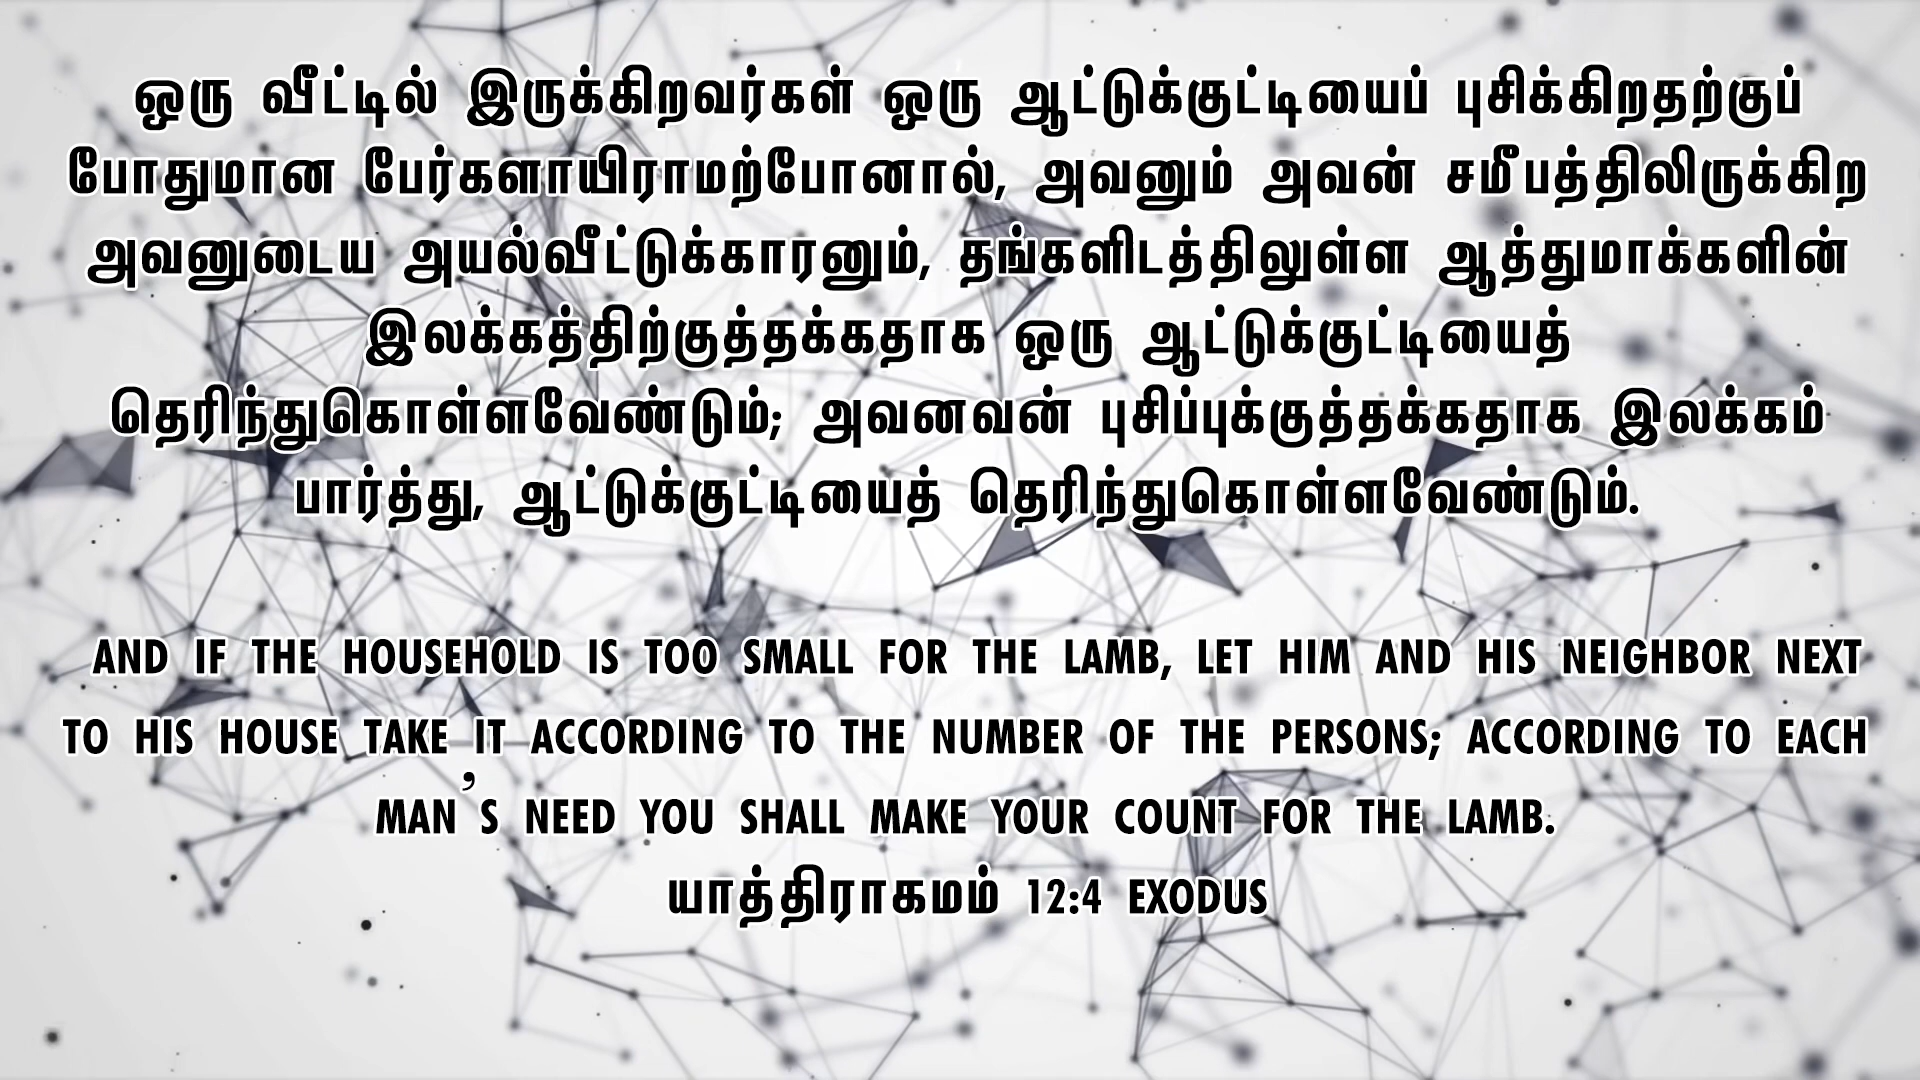 ஒரு வீட்டில் இருக்கிறவர்கள் ஒரு ஆட்டுக்குட்டியைப் புசிக்கிறதற்குப்
போதுமான பேர்களாயிராமற்போனால், அவனும் அவன் சமீபத்திலிருக்கிற
அவனுடைய அயல்வீட்டுக்காரனும், தங்களிடத்திலுள்ள ஆத்துமாக்களின்
இலக்கத்திற்குத்தக்கதாக ஒரு ஆட்டுக்குட்டியைத்
தெரிந்துகொள்ளவேண்டும்; அவனவன் புசிப்புக்குத்தக்கதாக இலக்கம்
பார்த்து, ஆட்டுக்குட்டியைத் தெரிந்துகொள்ளவேண்டும்.
AND IF THE HOUSEHOLD IS TOO SMALL FOR THE LAMB, LET HIM AND HIS NEIGHBOR NEXT
TO HIS HOUSE TAKE IT ACCORDING TO THE NUMBER OF THE PERSONS; ACCORDING TO EACH
MAN’S NEED YOU SHALL MAKE YOUR COUNT FOR THE LAMB.
யாத்திராகமம் 12:4 EXODUS